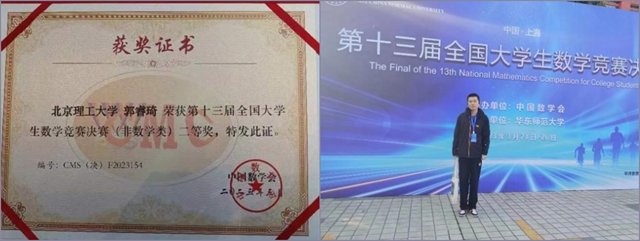 获奖证书
北京理工大学 郭睿琦 荣获第十三届全国大学
生数学竞赛决赛（非数学类）二等奖，特发此证。
编号：CMS（决）F2023154
CMC
中国数学会
中国·上海
第十三届全国大学生数学竞赛决
The Final of the 13th National Mathematics Competition for College Student
办单位：中国数学会
单位：华东师范大学